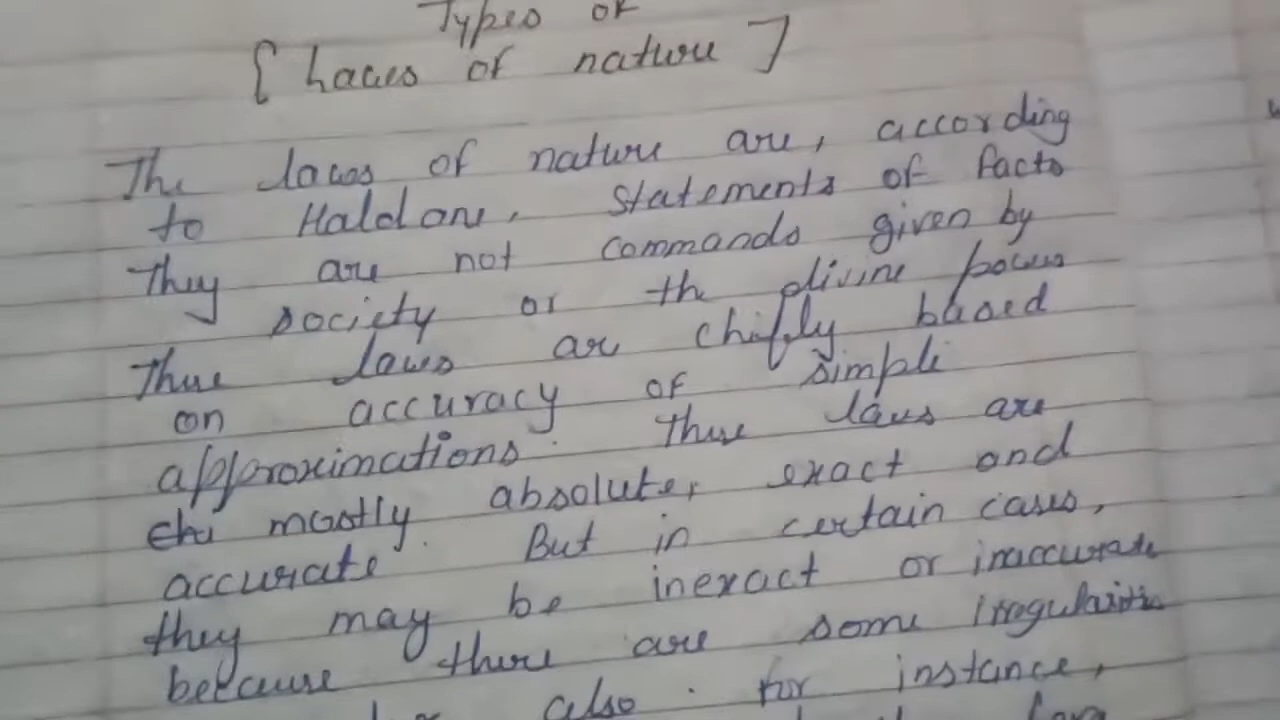 Types of
[Laws of nature]
The laws of nature are, according
to Haldane, statements of facts
They are not commands given by
society or the divine power
These laws are chiefly based
on accuracy of simple
approximations. These laws are
mostly absolute, exact and
accurate. But in certain cases,
they may be inexact or inaccurate
because there are some irregularities
also. for instance,